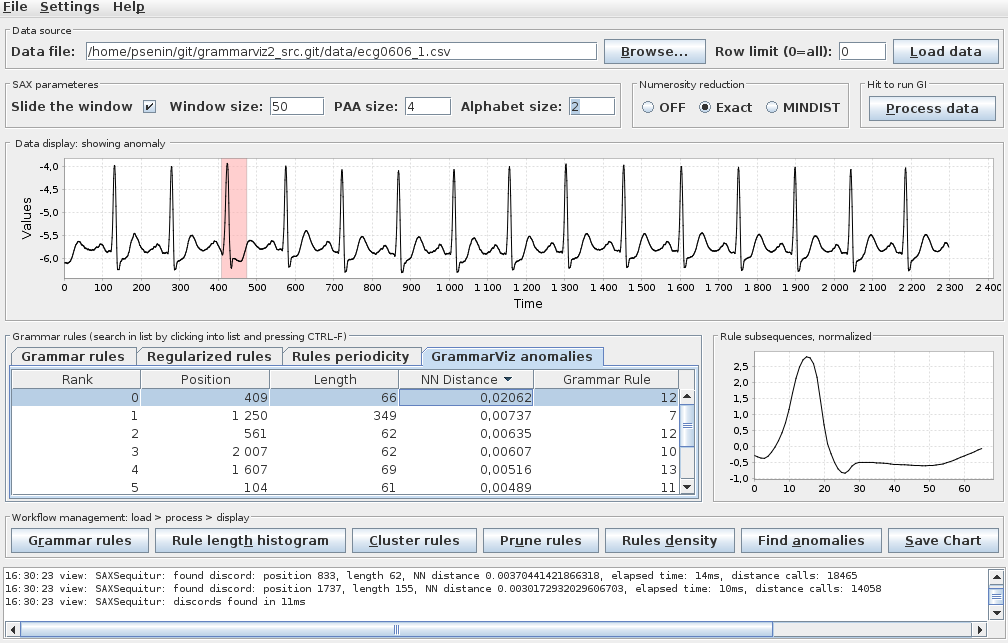 File Settings Help
Data source
Data file: /home/psenin/git/grammarviz2_src.git/data/ecg0606_1.csv Browse... Row limit (0=all): 0 Load data
SAX parameteres Numerosity reduction Hit to run GI
Slide the window Window size: 50 PAA size: 4 Alphabet size: 2 OFF Exact MINDIST Process data
Data display: showing anomaly
Values
-4,0
-4,5
-5,0
-5,5
-6,0
0 100 200 300 400 500 600 700 800 900 1 000 1 100 1 200 1 300 1 400 1 500 1 600 1 700 1 800 1 900 2 000 2 100 2 200 2 300 2 400
Time
Grammar rules (search in list by clicking into list and pressing CTRL-F)
Grammar rules Regularized rules Rules periodicity GrammarViz anomalies
Rank Position Length NN Distance Grammar Rule
0 409 66 0,02062 12
1 1 250 349 0,00737 7
2 561 62 0,00635 12
3 2 007 62 0,00607 10
4 1 607 69 0,00516 13
5 104 61 0,00489 11
Rule subsequences, normalized
2,5
2,0
1,5
1,0
0,5
0,0
-0,5
-1,0
0 10 20 30 40 50 60
Workflow management: load > process > display
Grammar rules Rule length histogram Cluster rules Prune rules Rules density Find anomalies Save Chart
16:30:23 view: SAXSequitur: found discord: position 833, length 62, NN distance 0.00370441421866318, elapsed time: 14ms, distance calls: 18465
16:30:23 view: SAXSequitur: found discord: position 1737, length 155, NN distance 0.0030172932029606703, elapsed time: 10ms, distance calls: 14058
16:30:23 view: SAXSequitur: discords found in 11ms